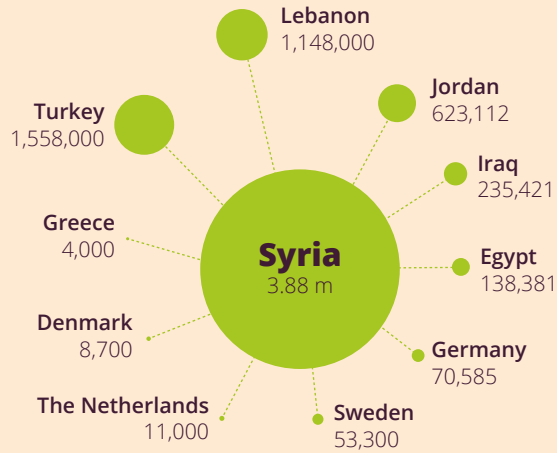 Lebanon
1,148,000
Jordan
623,112
Turkey
1,558,000
Iraq
235,421
Greece
4,000
Syria
3.88 m
Egypt
138,381
Denmark
8,700
Germany
70,585
The Netherlands
11,000
Sweden
53,300